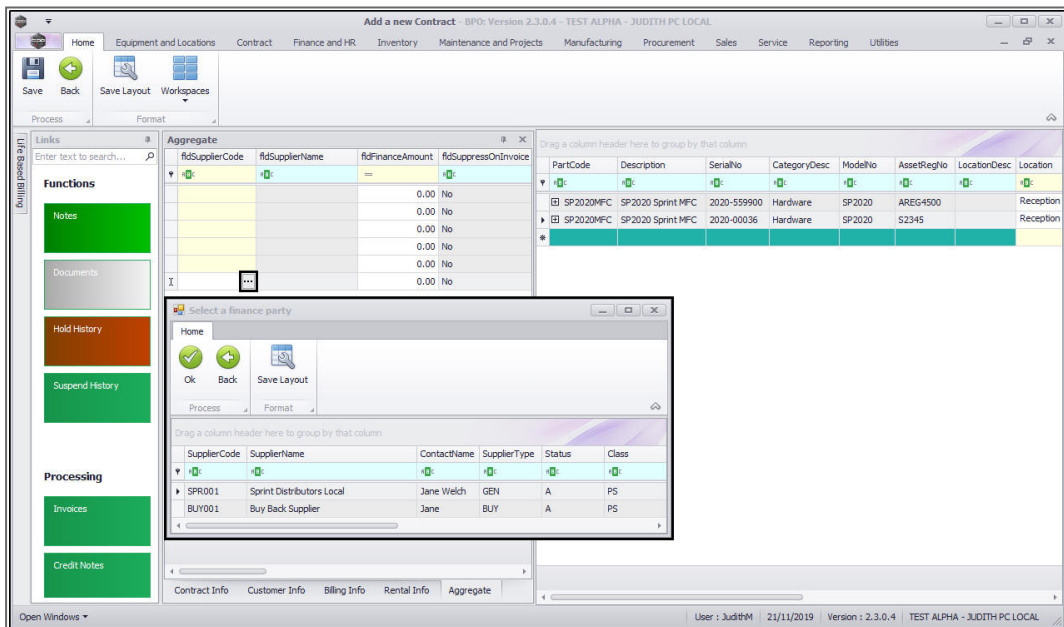 Add a new Contract - BPO: Version 2.3.0.4 - TEST ALPHA - JUDITH PC LOCAL
Home Equipment and Locations Contract Finance and HR Inventory Maintenance and Projects Manufacturing Procurement Sales Service Reporting Utilities
Save Back Save Layout Workspaces
Process Format
Life Based Billing
Links
Enter text to search...
Functions
Notes
Documents
Hold History
Suspend History
Processing
Invoices
Credit Notes
Aggregate
fldSupplierCode fldSupplierName fldFinanceAmount fldSuppressOnInvoice
=
0.00 No
0.00 No
0.00 No
0.00 No
0.00 No
0.00 No
Select a finance party
Home
Ok Back Save Layout
Process Format
Drag a column header here to group by that column
SupplierCode SupplierName ContactName SupplierType Status Class
SPR001 Sprint Distributors Local Jane Welch GEN A PS
BUY001 Buy Back Supplier Jane BUY A PS
Contract Info Customer Info Billing Info Rental Info Aggregate
Drag a column header here to group by that column
PartCode Description SerialNo CategoryDesc ModelNo AssetRegNo LocationDesc Location
SP2020MFC SP2020 Sprint MFC 2020-559900 Hardware SP2020 AREG4500 Reception
SP2020MFC SP2020 Sprint MFC 2020-00036 Hardware SP2020 S2345 Reception
Open Windows User : JudithM 21/11/2019 Version : 2.3.0.4 TEST ALPHA - JUDITH PC LOCAL